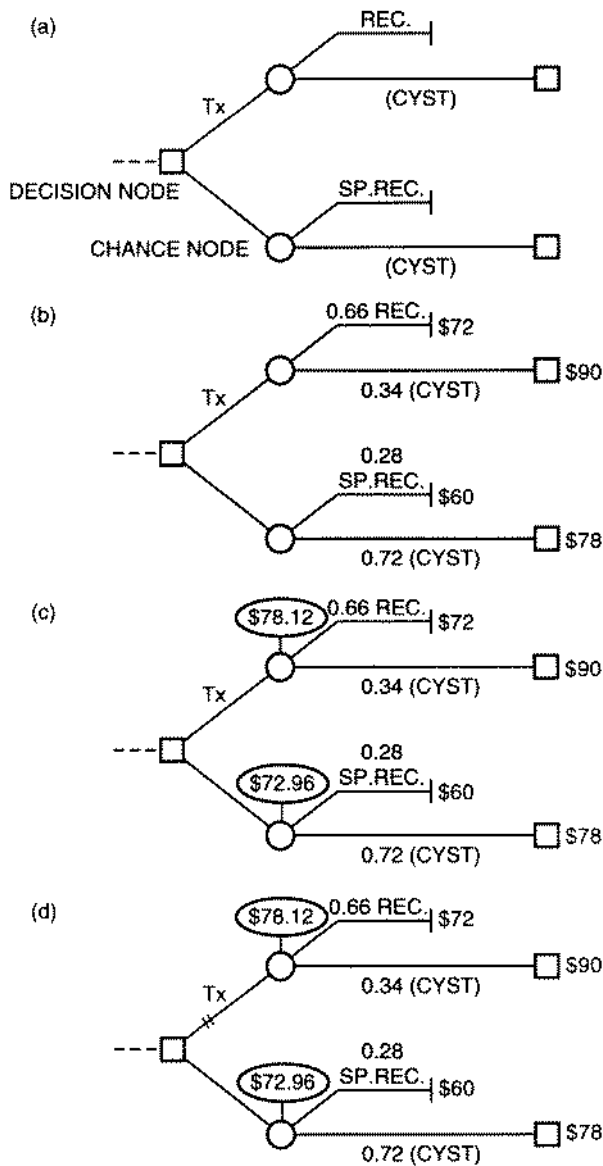 (a)
REC.
(CYST)
Tx
DECISION NODE
SP.REC.
CHANCE NODE
(CYST)
(b)
0.66 REC.
$72
$90
0.34 (CYST)
Tx
0.28
SP.REC.
$60
$78
0.72 (CYST)
(c)
$78.12
0.66 REC.
$72
$90
0.34 (CYST)
Tx
0.28
$72.96
SP.REC.
$60
$78
0.72 (CYST)
(d)
$78.12
0.66 REC.
$72
$90
0.34 (CYST)
Tx
0.28
$72.96
SP.REC.
$60
$78
0.72 (CYST)